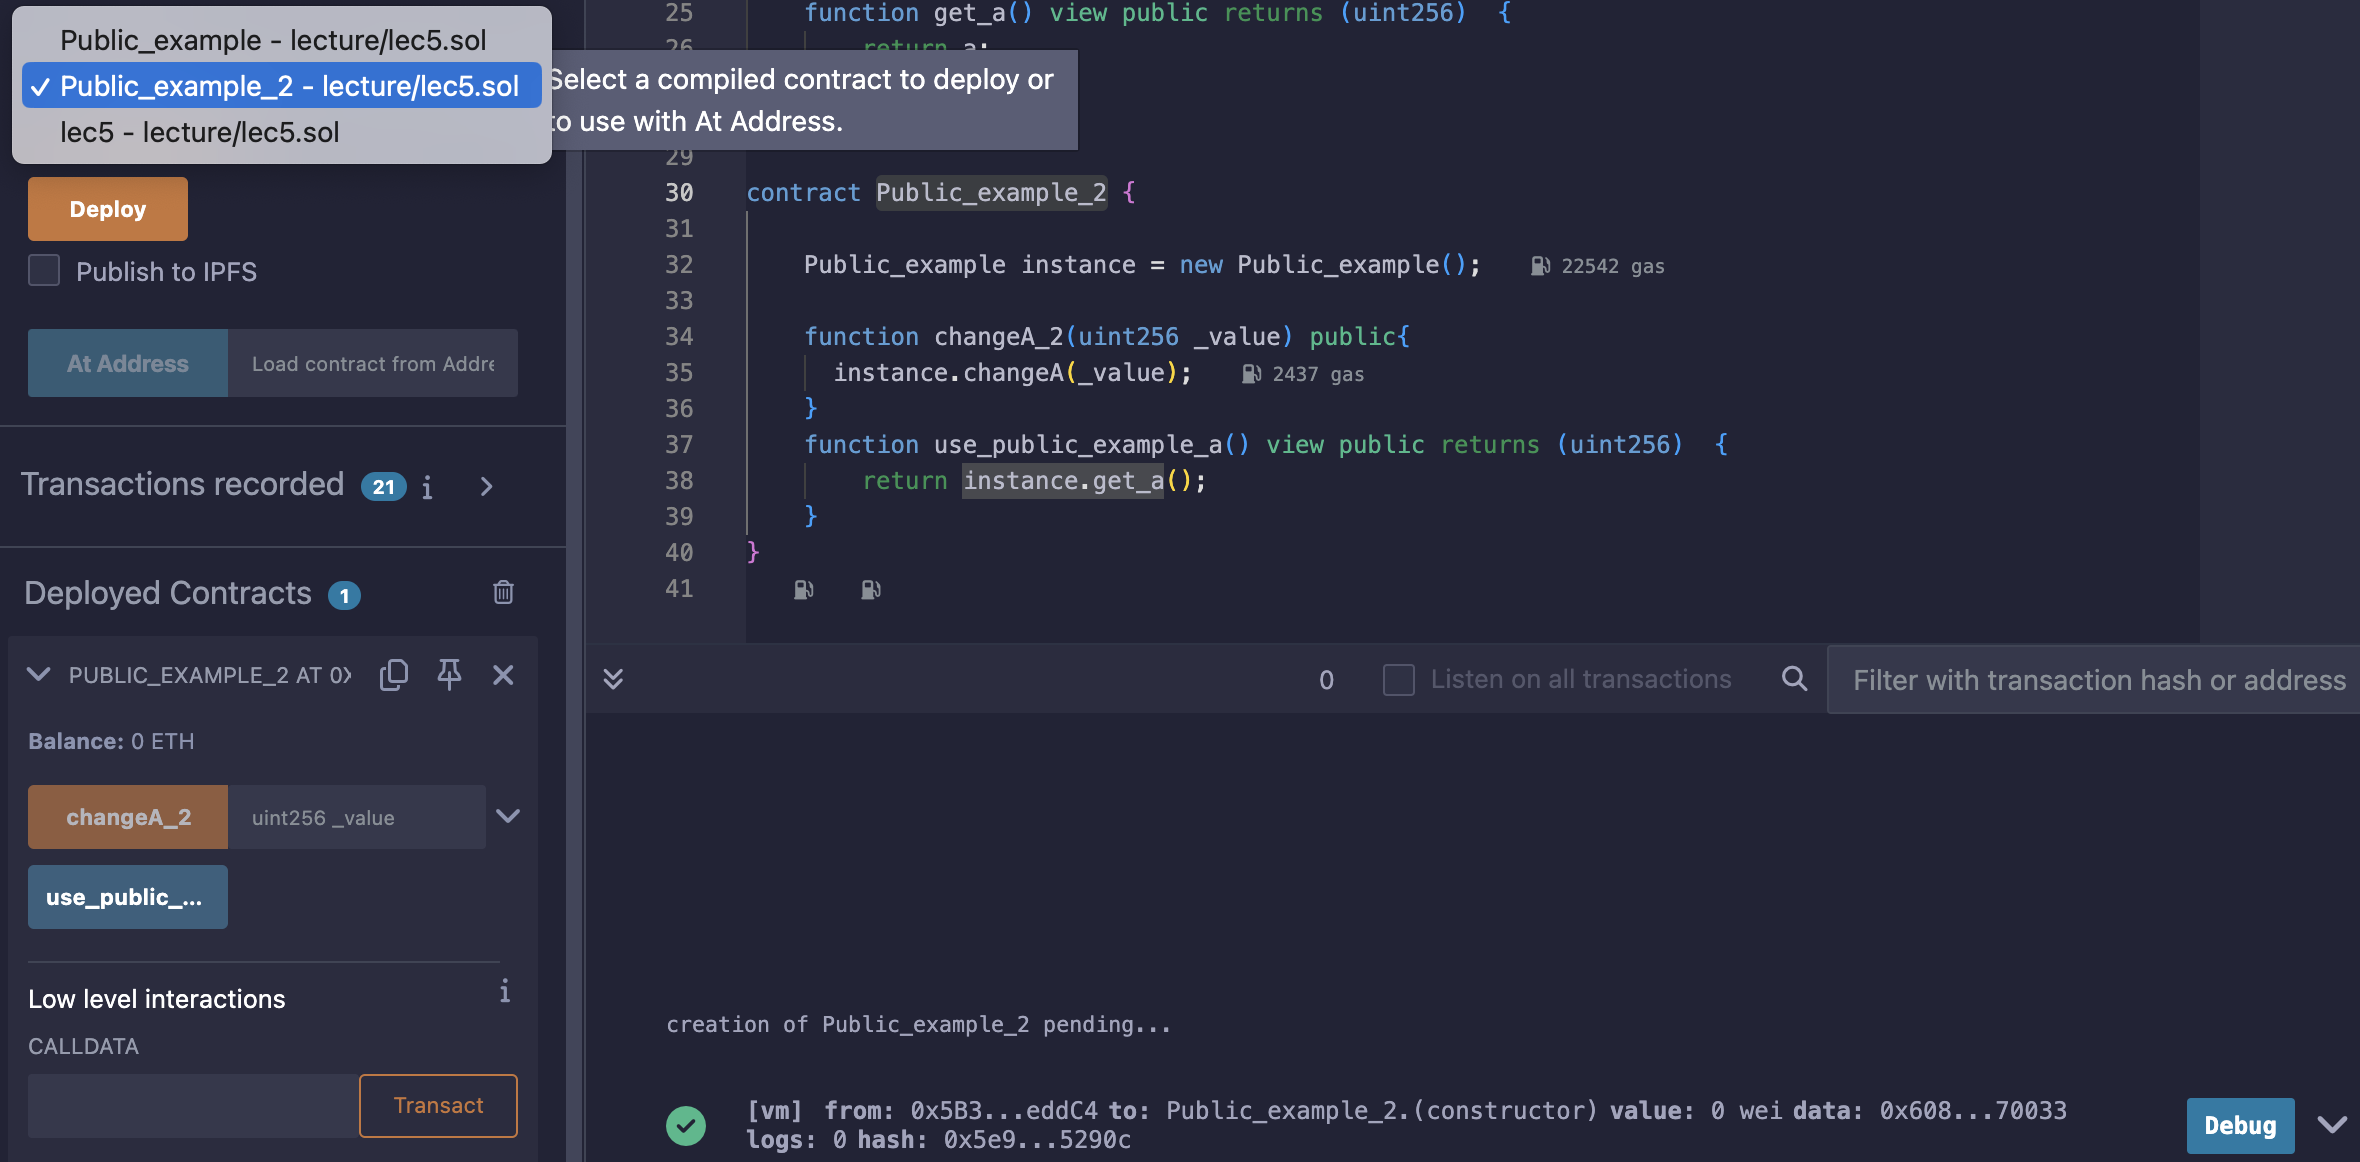 Public_example - lecture/lec5.sol
✓ Public_example_2 - lecture/lec5.sol
lec5 - lecture/lec5.sol
Select a compiled contract to deploy or
to use with At Address.
Deploy
Publish to IPFS
At Address
Load contract from Addre
Transactions recorded 21 i
Deployed Contracts 1
PUBLIC_EXAMPLE_2 AT 0X
Balance: 0 ETH
changeA_2
uint256 _value
use_public_...
Low level interactions i
CALLDATA
Transact
25 function get_a() view public returns (uint256) {
26 return a;
29
30 contract Public_example_2 {
31
32 Public_example instance = new Public_example(); 22542 gas
33
34 function changeA_2(uint256 _value) public{
35 instance.changeA(_value); 2437 gas
36 }
37 function use_public_example_a() view public returns (uint256) {
38 return instance.get_a();
39 }
40 }
41
0
Listen on all transactions
Filter with transaction hash or address
creation of Public_example_2 pending...
[vm] from: 0x5B3...eddC4 to: Public_example_2.(constructor) value: 0 wei data: 0x608...70033
logs: 0 hash: 0x5e9...5290c
Debug